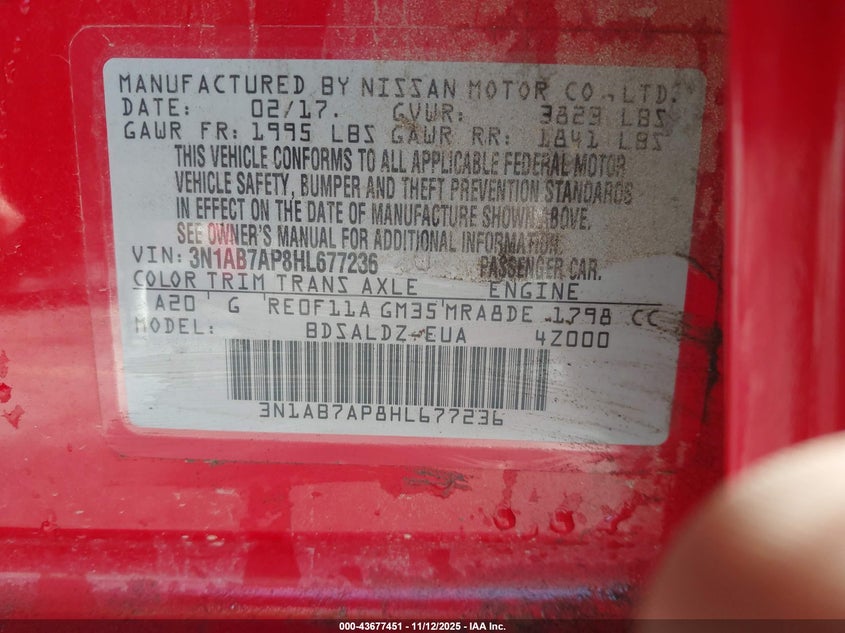 MANUFACTURED BY NISSAN MOTOR CO.,LTD.
DATE: 02/17. GVWR: 3823 LBS
GAWR FR: 1995 LBS GAWR RR: 1841 LBS
THIS VEHICLE CONFORMS TO ALL APPLICABLE FEDERAL MOTOR
VEHICLE SAFETY, BUMPER AND THEFT PREVENTION STANDARDS
IN EFFECT ON THE DATE OF MANUFACTURE SHOWN ABOVE.
SEE OWNER'S MANUAL FOR ADDITIONAL INFORMATION.
VIN: 3N1AB7AP8HL677236 PASSENGER CAR.
COLOR TRIM TRANS AXLE ENGINE
A20 G RE0F11A GM35 MRA8DE 1798 CC
BDSALDZ-EUA 4Z000
3N1AB7AP8HL677236
000-43677451 - 11/12/2025 - IAA Inc.